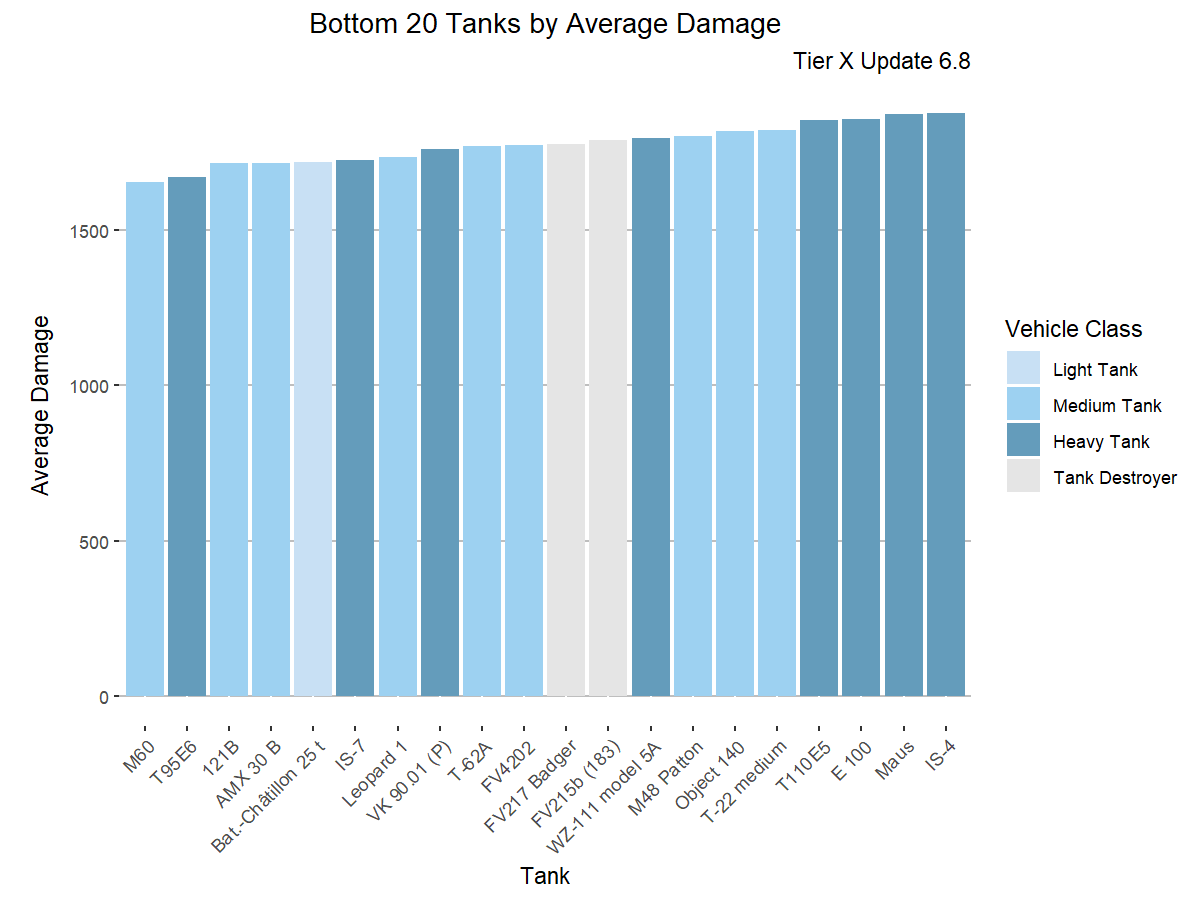 Bottom 20 Tanks by Average Damage
Tier X Update 6.8
Average Damage
1500
1000
500
0
M60
T95E6
121B
AMX 30 B
Bat.-Châtillon 25 t
IS-7
Leopard 1
VK 90.01 (P)
T-62A
FV4202
FV217 Badger
FV215b (183)
WZ-111 model 5A
M48 Patton
Object 140
T-22 medium
T110E5
E 100
Maus
IS-4
Tank
Vehicle Class
Light Tank
Medium Tank
Heavy Tank
Tank Destroyer